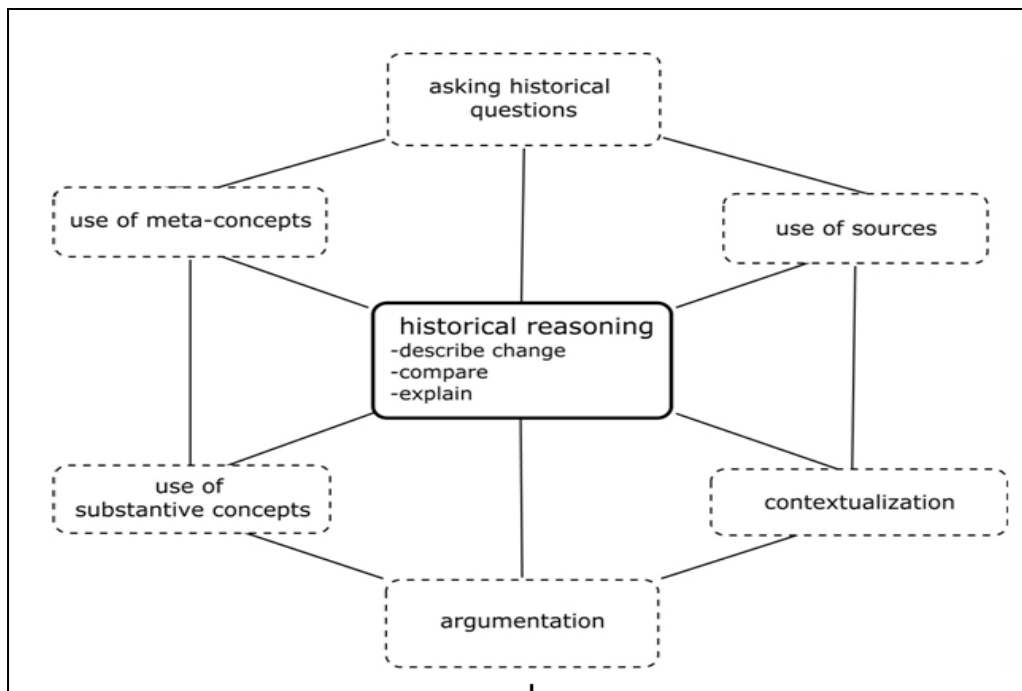 asking historical
questions
use of meta-concepts
use of sources
historical reasoning
-describe change
-compare
-explain
use of
substantive concepts
contextualization
argumentation